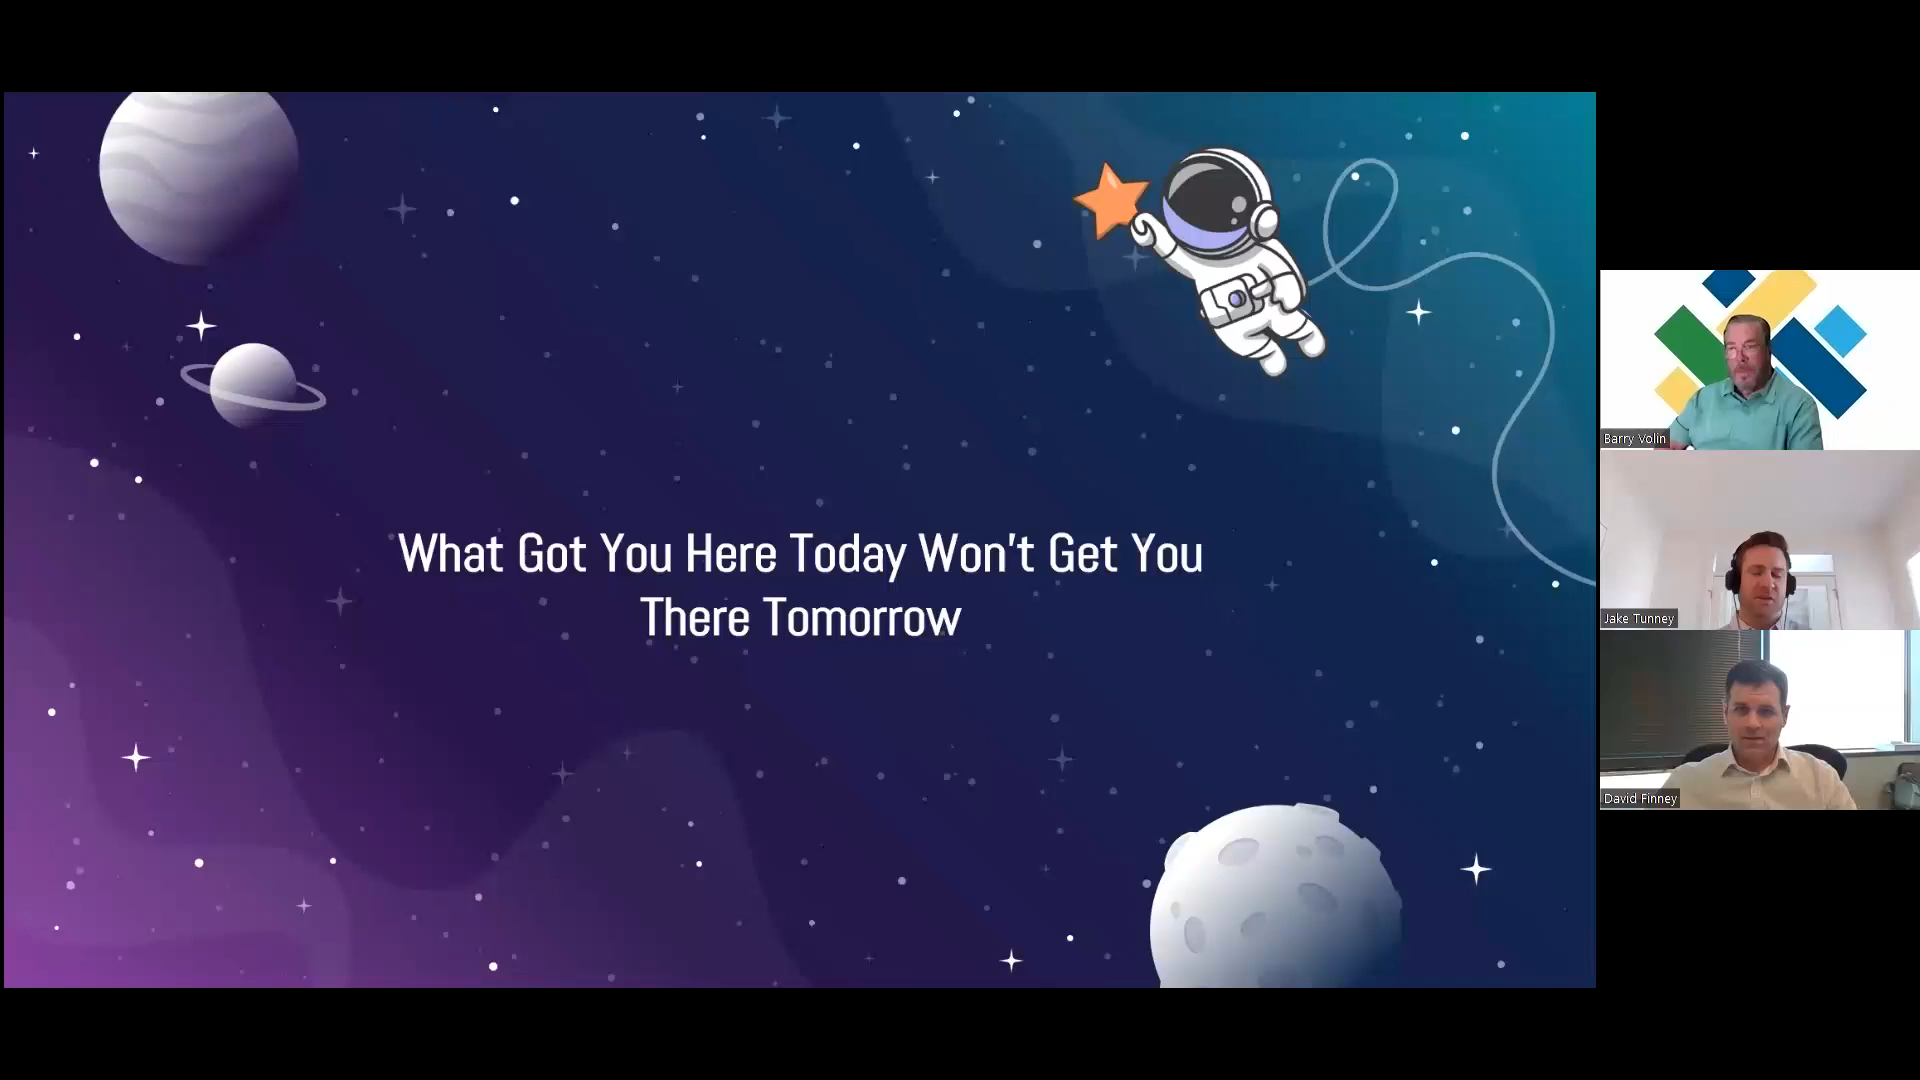 What Got You Here Today Won't Get You
There Tomorrow
Barry Volin
Jake Tunney
David Finney